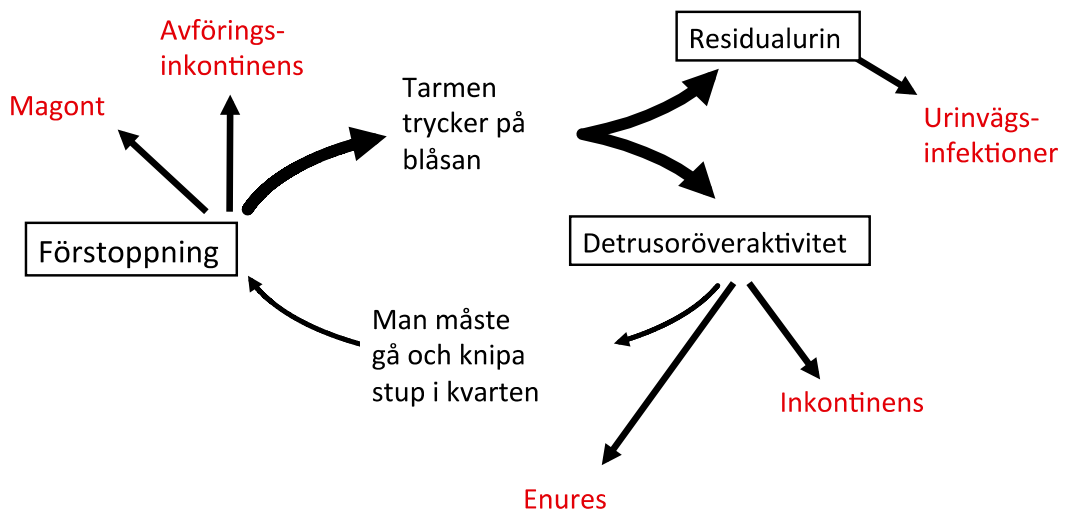 Avförings-
inkontinens
Magont
Tarmen
trycker på
blåsan
Residualurin
Urinvägs-
infektioner
Förstoppning
Detrusoröveraktivitet
Man måste
gå och knipa
stup i kvarten
Inkontinens
Enures